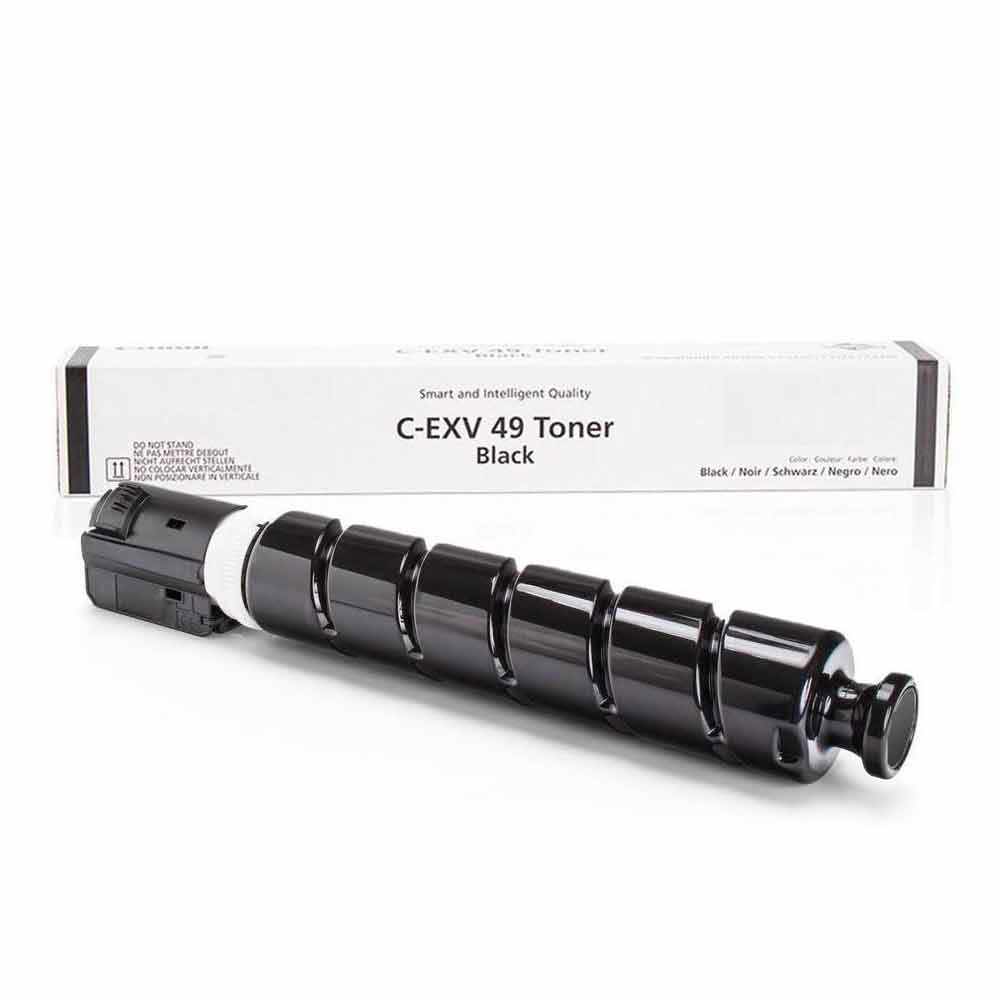 Canon
C-EXV 49 Toner
Black
Smart and Intelligent Quality
C-EXV 49 Toner
Black
DO NOT STAND
NE PAS METTRE DEBOUT
NICHT AUFRECHT STELLEN
NO COLOCAR VERTICALMENTE
NON POSIZIONARE IN VERTICALE
Color: Couleur: Farbe: Colore:
Black / Noir / Schwarz / Negro / Nero